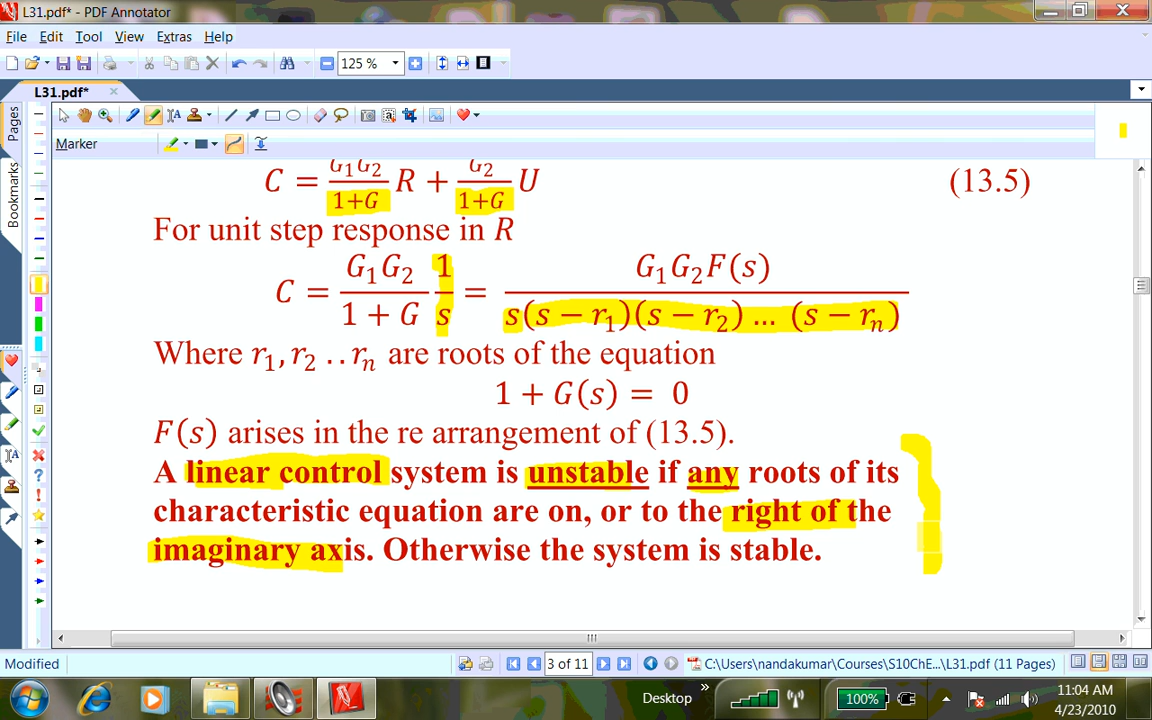 L31.pdf* - PDF Annotator
File Edit Tool View Extras Help
125 %
L31.pdf*
Marker
Pages
Bookmarks
C = G₁G₂/1+G R + G₂/1+G U (13.5)
For unit step response in R
C = G₁G₂/1 + G 1/s = G₁G₂F(s)/s(s − r₁)(s − r₂) ... (s − rₙ)
Where r₁, r₂ . . rₙ are roots of the equation
1 + G(s) = 0
F(s) arises in the re arrangement of (13.5).
A linear control system is unstable if any roots of its
characteristic equation are on, or to the right of the
imaginary axis. Otherwise the system is stable.
Modified 3 of 11 C:\Users\nandakumar\Courses\S10ChE...\L31.pdf (11 Pages)
Desktop » 100% 11:04 AM
4/23/2010